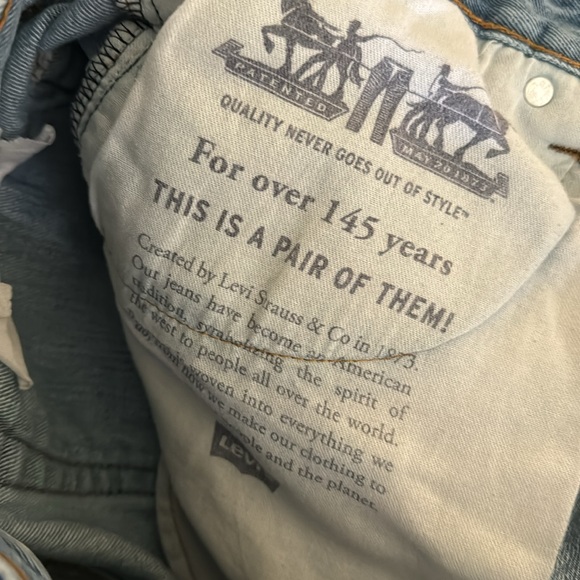 PATENTED
MAY 20 1873
QUALITY NEVER GOES OUT OF STYLE™
For over 145 years
THIS IS A PAIR OF THEM!
Created by Levi Strauss & Co in 1873.
Our jeans have become an American
tradition, symbolizing the spirit of
the west to people all over the world.
woven into everything we
how we make our clothing to
people and the planet.
LEVI'S